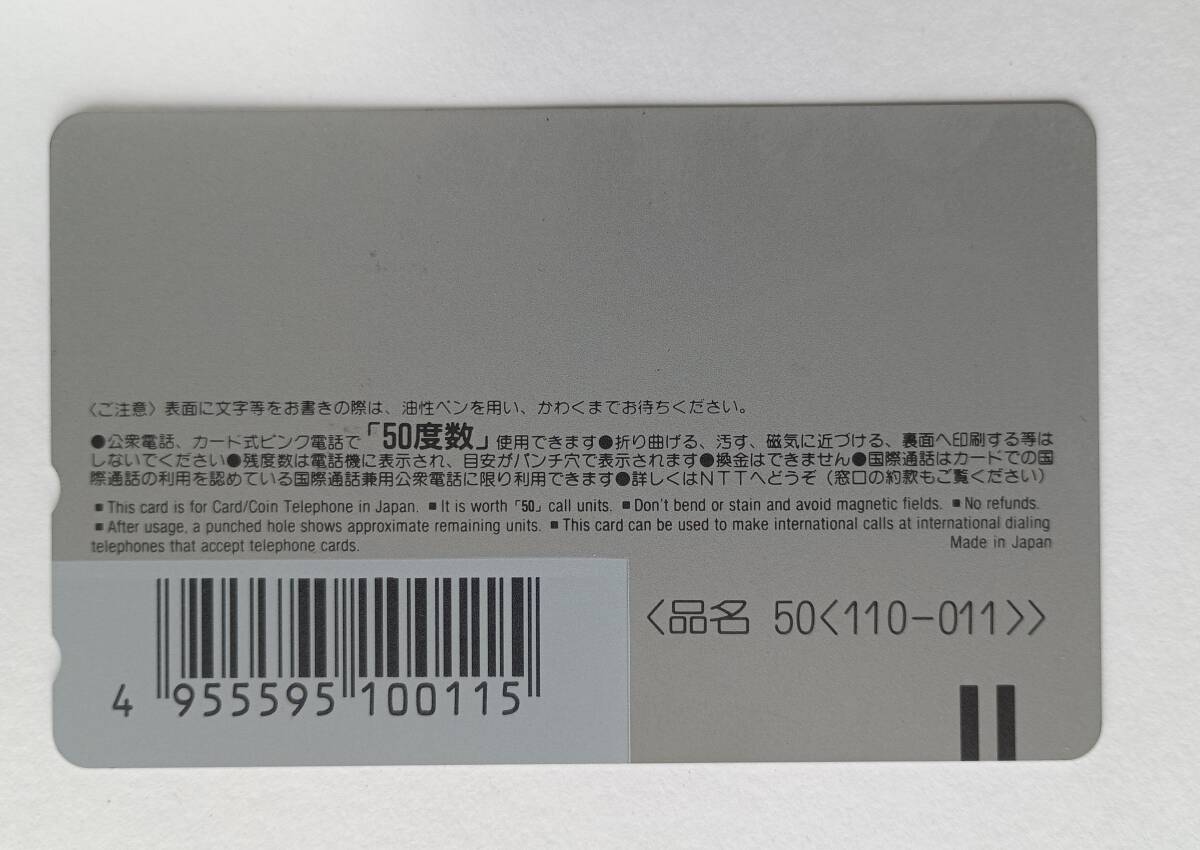 〈ご注意〉表面に文字等をお書きの際は、油性ペンを用い、かわくまでお待ちください。
●公衆電話、カード式ピンク電話で「50度数」使用できます●折り曲げる、汚す、磁気に近づける、裏面へ印刷する等は
しないでください●残度数は電話機に表示され、目安がパンチ穴で表示されます●換金はできません●国際通話はカードでの国
際通話の利用を認めている国際通話兼用公衆電話に限り利用できます●詳しくはNTTへどうぞ（窓口の約款もご覧ください）
■ This card is for Card/Coin Telephone in Japan. ■ It is worth「50」call units. ■ Don't bend or stain and avoid magnetic fields. ■ No refunds.
■ After usage, a punched hole shows approximate remaining units. ■ This card can be used to make international calls at international dialing
telephones that accept telephone cards.
Made in Japan
〈品名 50〈110-011〉〉
4 955595 100115